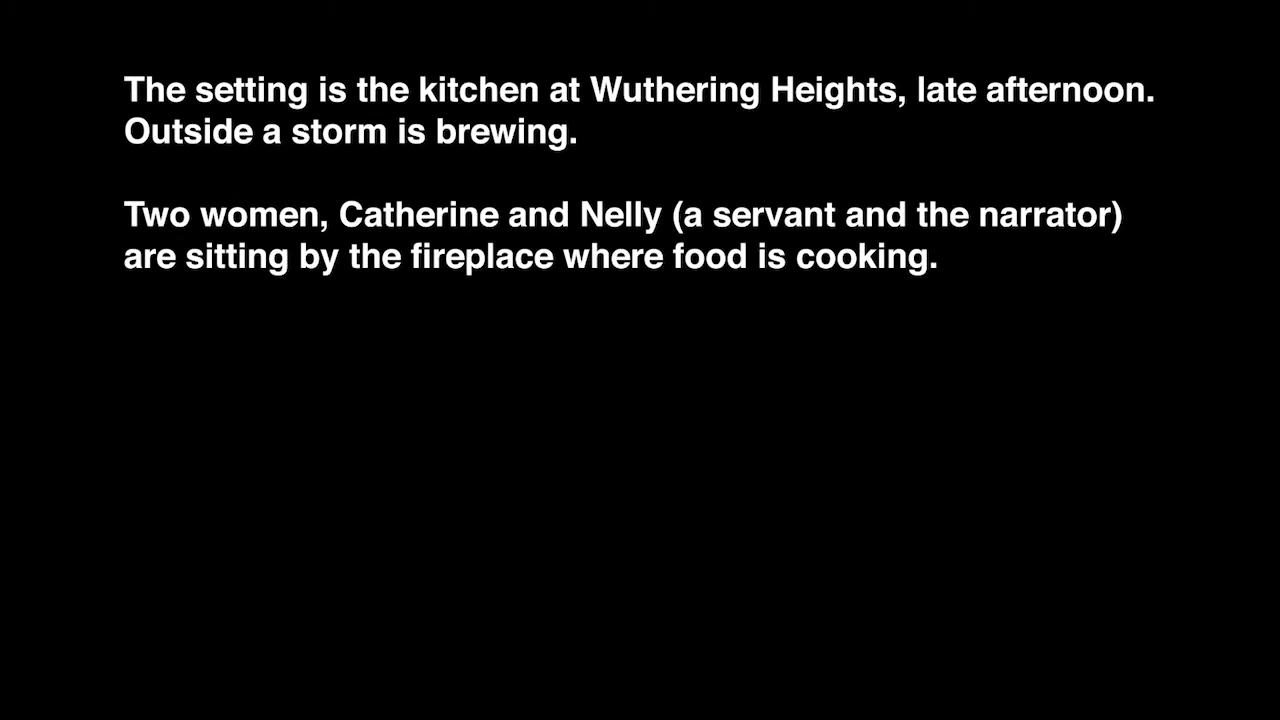 The setting is the kitchen at Wuthering Heights, late afternoon.
Outside a storm is brewing.
Two women, Catherine and Nelly (a servant and the narrator)
are sitting by the fireplace where food is cooking.